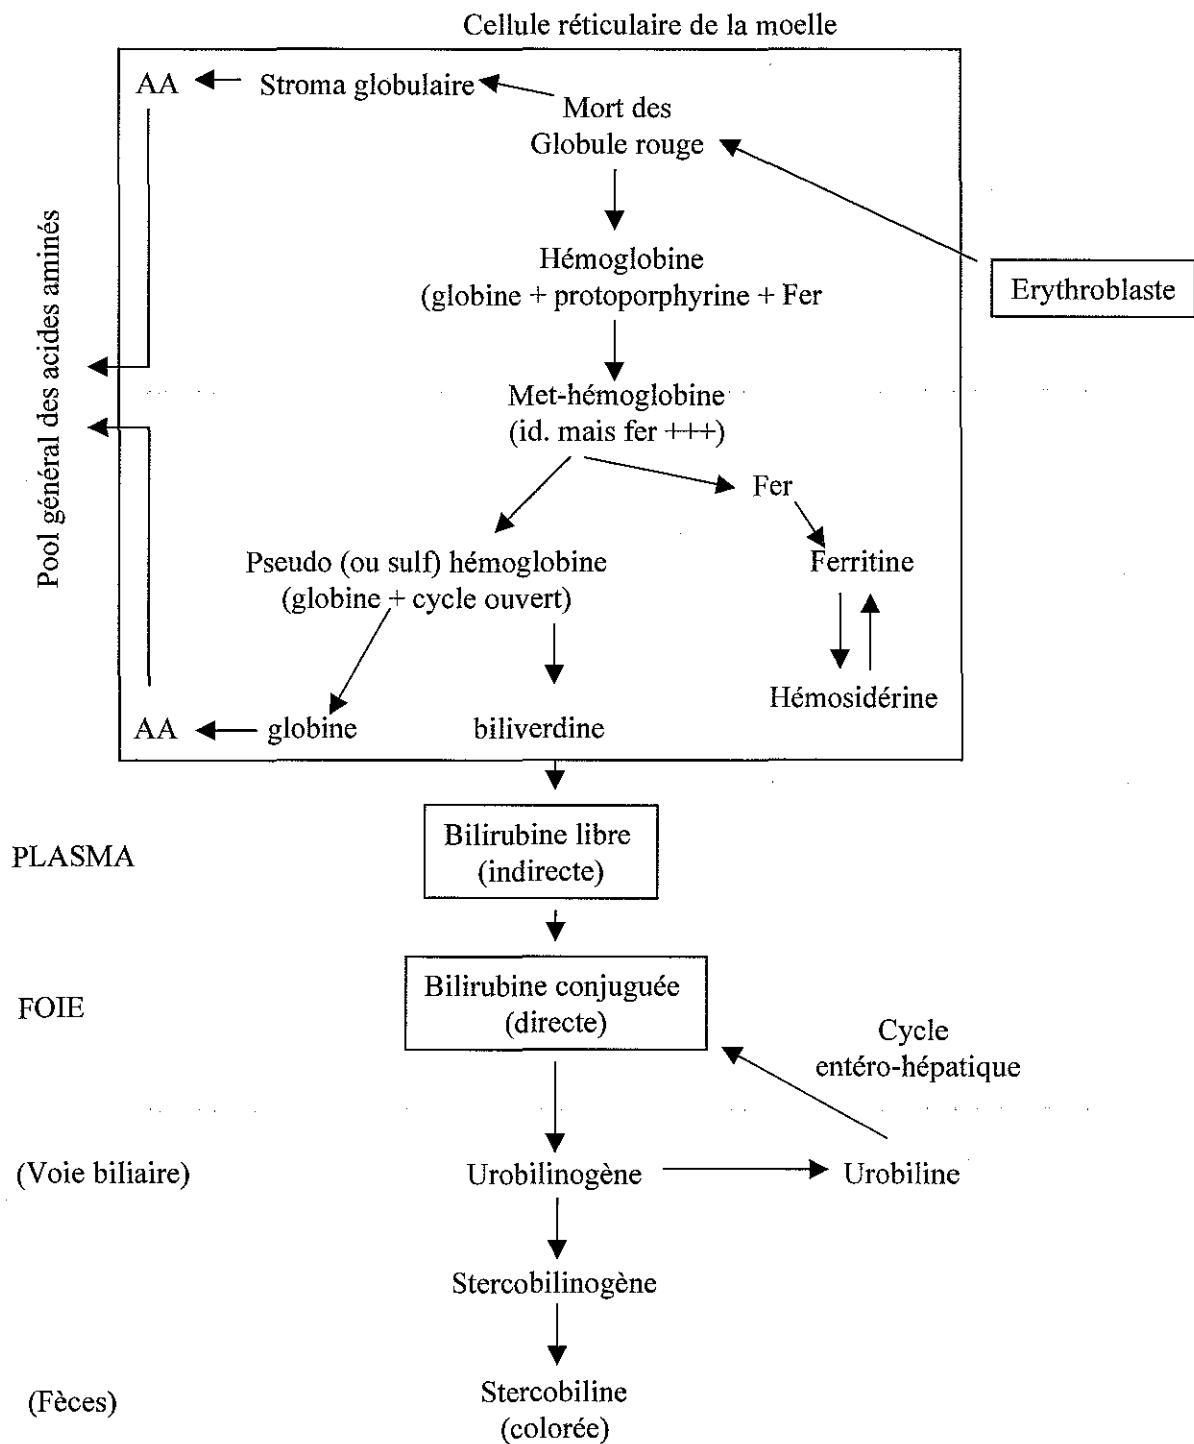 Cellule réticulaire de la moelle
AA
Stroma globulaire
Mort des
Globule rouge
Hémoglobine
(globine + protoporphyrine + Fer
Erythroblaste
Pool général des acides aminés
Met-hémoglobine
(id. mais fer +++)
Fer
Pseudo (ou sulf) hémoglobine
(globine + cycle ouvert)
Ferritine
Hémosidérine
AA
globine
biliverdine
PLASMA
Bilirubine libre
(indirecte)
FOIE
Bilirubine conjuguée
(directe)
Cycle
entéro-hépatique
(Voie biliaire)
Urobilinogène
Urobiline
Stercobilinogène
(Fèces)
Stercobiline
(colorée)